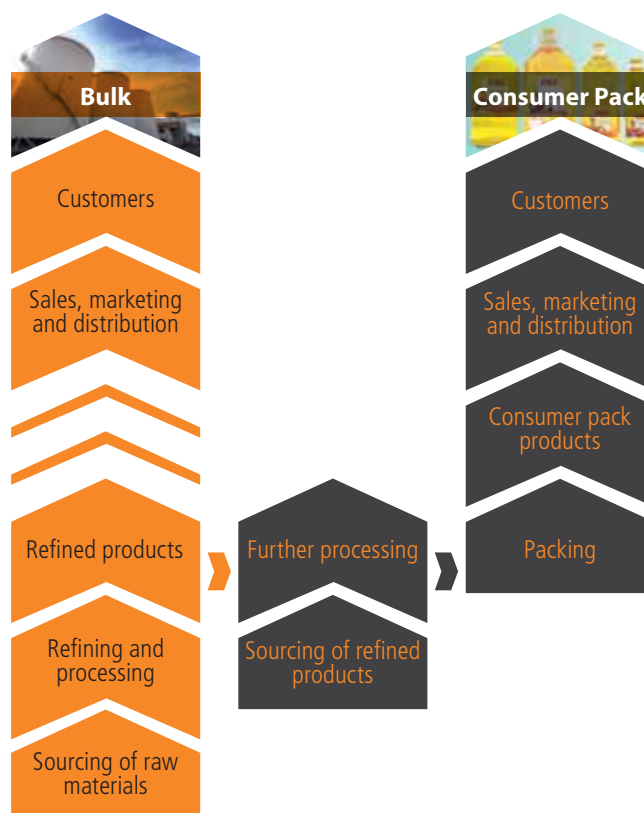 Bulk
Customers
Sales, marketing
and distribution
Refined products
Refining and
processing
Sourcing of raw
materials
Further processing
Sourcing of refined
products
Consumer Pack
Customers
Sales, marketing
and distribution
Consumer pack
products
Packing